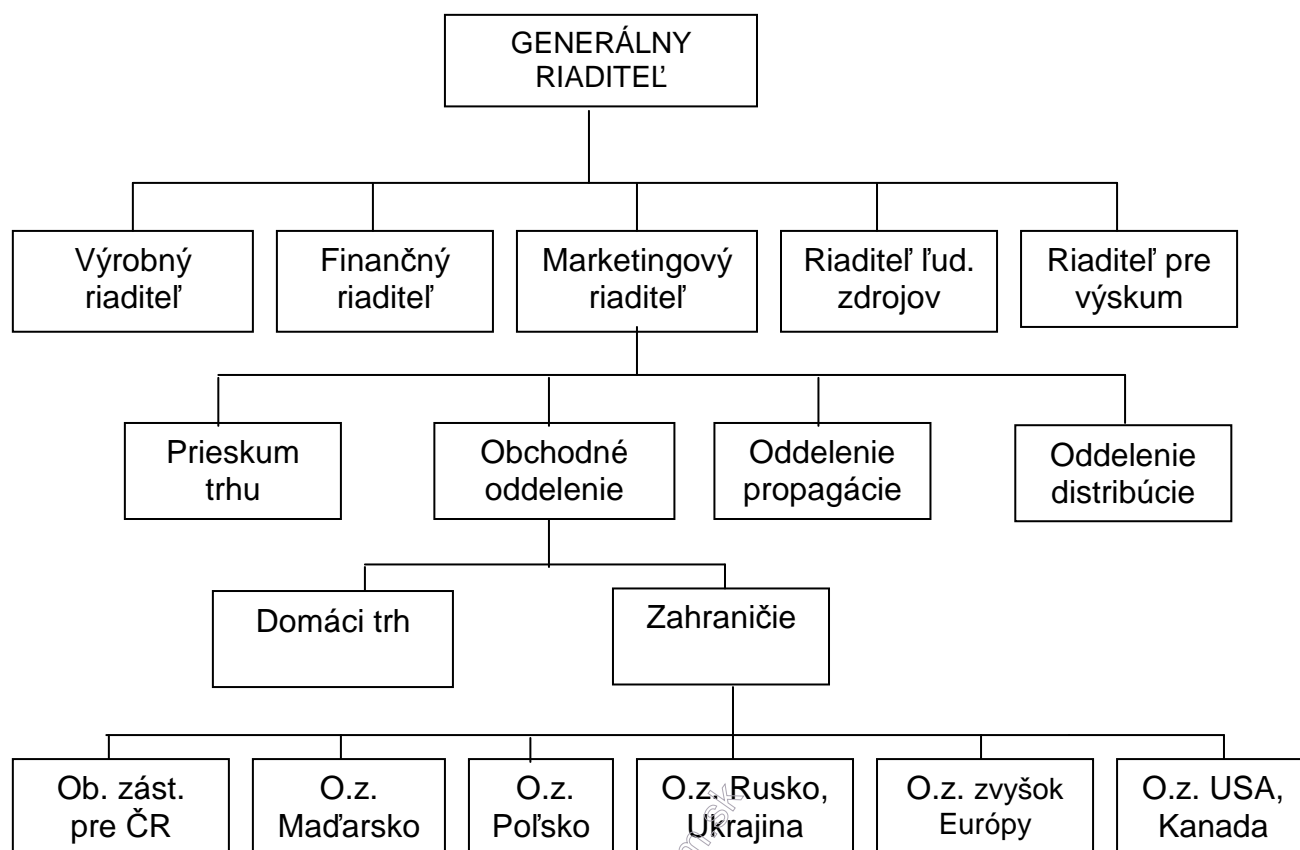 GENERÁLNY
RIADITEĽ
Výrobný
riaditeľ
Finančný
riaditeľ
Marketingový
riaditeľ
Riaditeľ ľud.
zdrojov
Riaditeľ pre
výskum
Prieskum
trhu
Obchodné
oddelenie
Oddelenie
propagácie
Oddelenie
distribúcie
Domáci trh
Zahraničie
Ob. zást.
pre ČR
O.z.
Maďarsko
O.z.
Poľsko
O.z. Rusko,
Ukrajina
O.z. zvyšok
Európy
O.z. USA,
Kanada